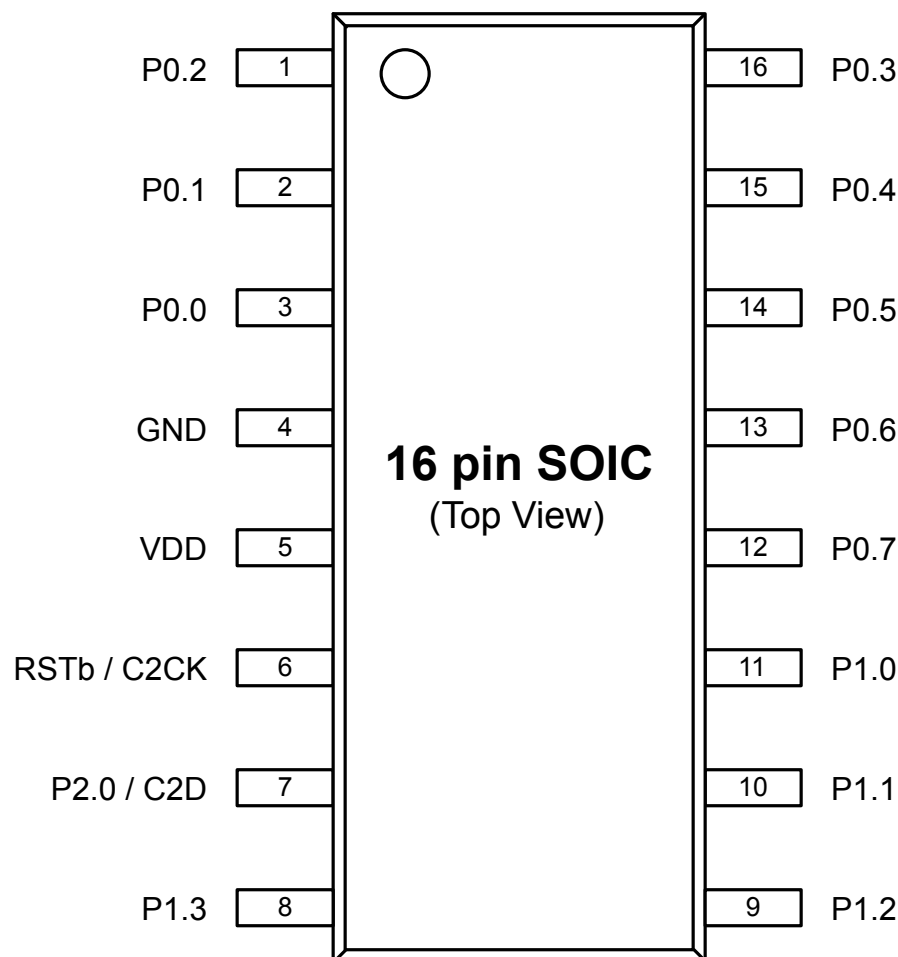 P0.2 1 16 P0.3
P0.1 2 15 P0.4
P0.0 3 14 P0.5
GND 4 13 P0.6
16 pin SOIC
(Top View)
VDD 5 12 P0.7
RSTb / C2CK 6 11 P1.0
P2.0 / C2D 7 10 P1.1
P1.3 8 9 P1.2